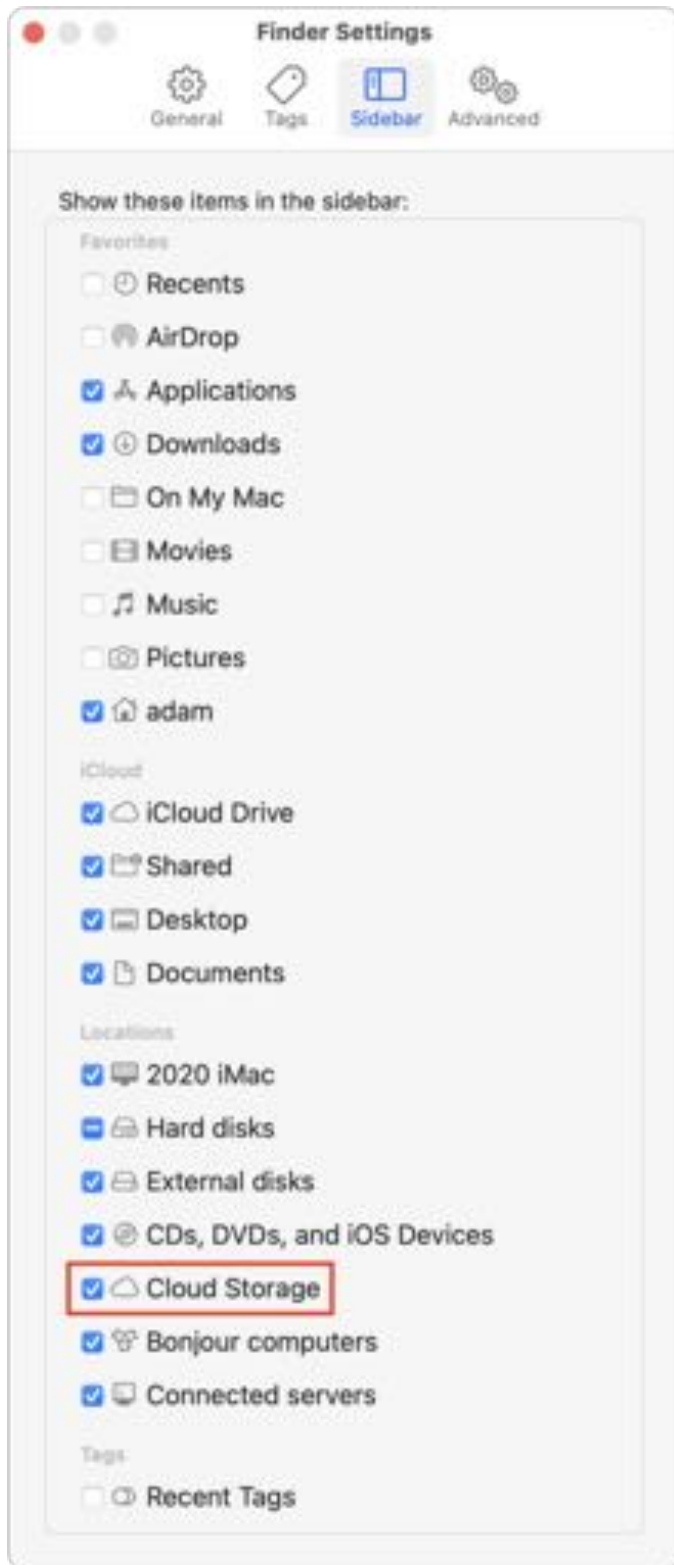 Finder Settings
General Tags Sidebar Advanced
Show these items in the sidebar:
Favorites
Recents
AirDrop
Applications
Downloads
On My Mac
Movies
Music
Pictures
adam
iCloud
iCloud Drive
Shared
Desktop
Documents
Locations
2020 iMac
Hard disks
External disks
CDs, DVDs, and iOS Devices
Cloud Storage
Bonjour computers
Connected servers
Tags
Recent Tags